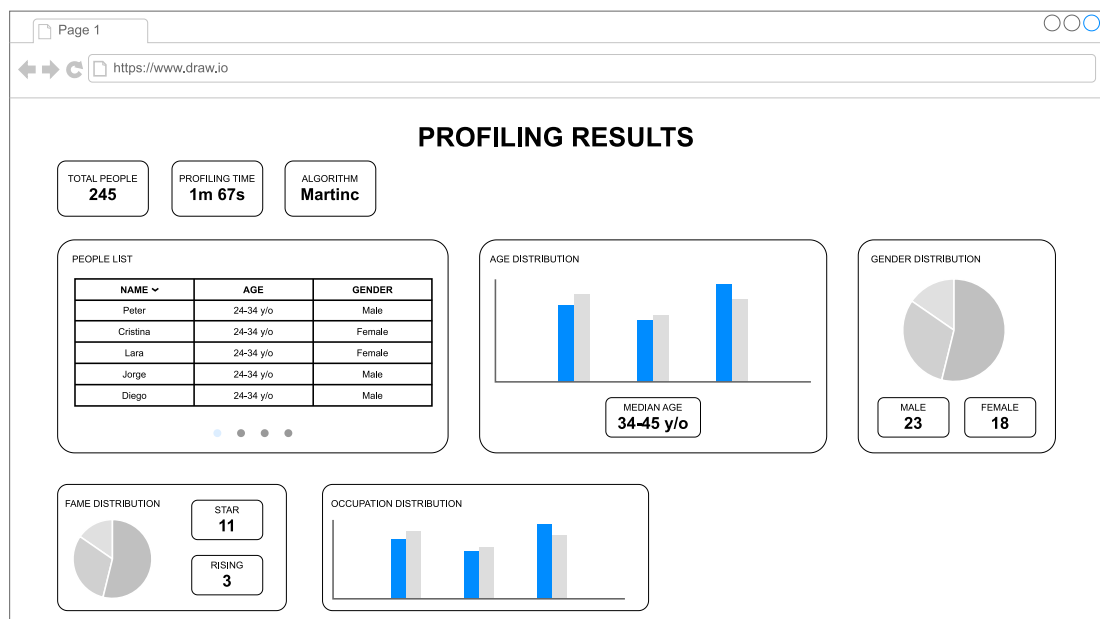 Page 1
https://www.draw.io
PROFILING RESULTS
TOTAL PEOPLE
245
PROFILING TIME
1m 67s
ALGORITHM
Martinc
PEOPLE LIST
NAME AGE GENDER
Peter 24-34 y/o Male
Cristina 24-34 y/o Female
Lara 24-34 y/o Female
Jorge 24-34 y/o Male
Diego 24-34 y/o Male
AGE DISTRIBUTION
MEDIAN AGE
34-45 y/o
GENDER DISTRIBUTION
MALE
23
FEMALE
18
FAME DISTRIBUTION
STAR
11
RISING
3
OCCUPATION DISTRIBUTION